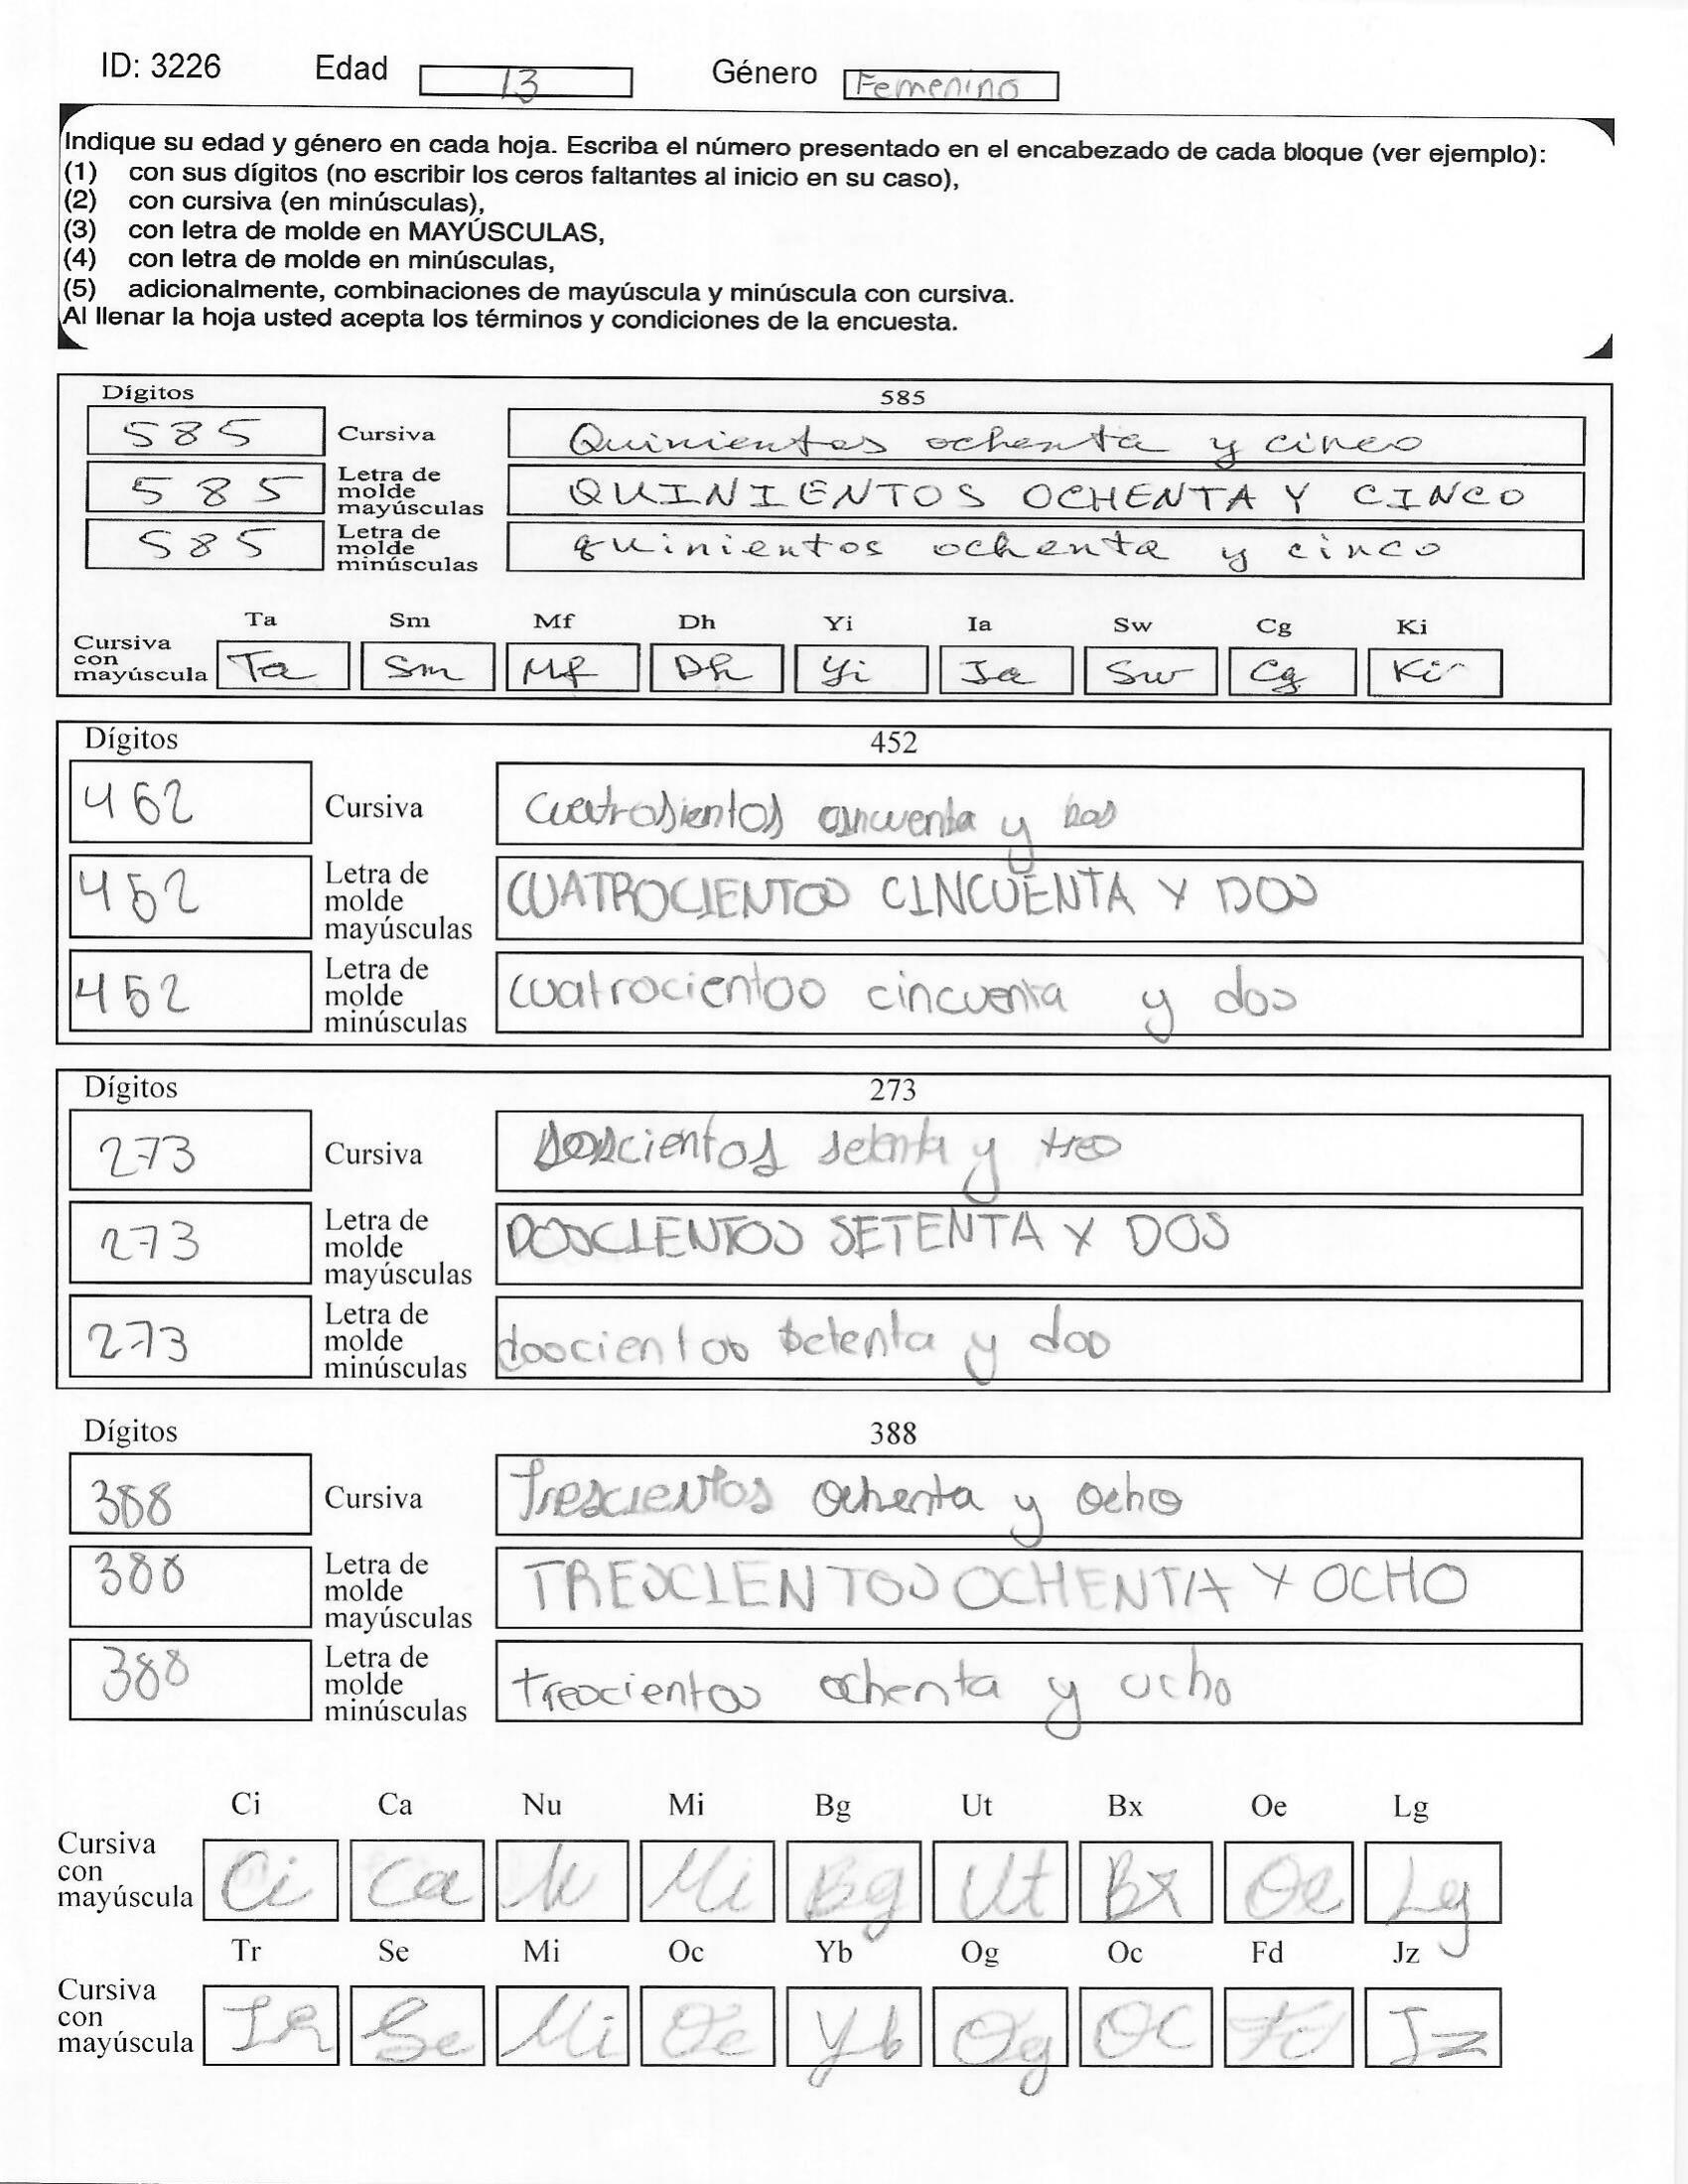 ID: 3226 Edad 13 Género Femenino
Indique su edad y género en cada hoja. Escriba el número presentado en el encabezado de cada bloque (ver ejemplo):
(1) con sus dígitos (no escribir los ceros faltantes al inicio en su caso),
(2) con cursiva (en minúsculas),
(3) con letra de molde en MAYÚSCULAS,
(4) con letra de molde en minúsculas,
(5) adicionalmente, combinaciones de mayúscula y minúscula con cursiva.
Al llenar la hoja usted acepta los términos y condiciones de la encuesta.
Dígitos 585
585 Cursiva Quinientos ochenta y cinco
585 Letra de molde mayúsculas QUINIENTOS OCHENTA Y CINCO
585 Letra de molde minúsculas quinientos ochenta y cinco
Ta Sm Mf Dh Yi Ia Sw Cg Ki
Cursiva con mayúscula Ta Sm Mf Dh Yi Ia Sw Cg Ki
Dígitos 452
452 Cursiva cuatrosientos cincuenta y dos
452 Letra de molde mayúsculas CUATROCIENTOS CINCUENTA Y DOS
452 Letra de molde minúsculas cuatrocientos cincuenta y dos
Dígitos 273
273 Cursiva doscientos setenta y tres
273 Letra de molde mayúsculas DOSCIENTOS SETENTA Y DOS
273 Letra de molde minúsculas doscientos setenta y dos
Dígitos 388
388 Cursiva Trescientos ochenta y ocho
388 Letra de molde mayúsculas TRESCIENTOS OCHENTA Y OCHO
388 Letra de molde minúsculas trescientos ochenta y ocho
Ci Ca Nu Mi Bg Ut Bx Oe Lg
Cursiva con mayúscula Ci Ca Nu Mi Bg Ut Bx Oe Lg
Tr Se Mi Oc Yb Og Oc Fd Jz
Cursiva con mayúscula Tr Se Mi Oc Yb Og Oc Fd Jz